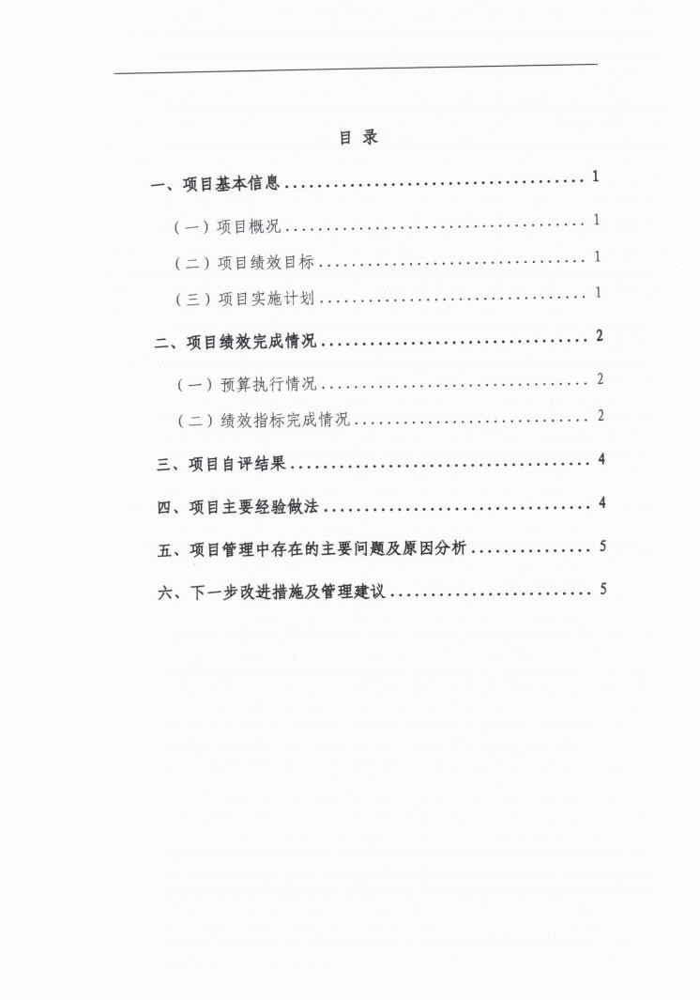 目 录
一、项目基本信息.................................... 1
（一）项目概况.................................... 1
（二）项目绩效目标................................ 1
（三）项目实施计划................................ 1
二、项目绩效完成情况................................ 2
（一）预算执行情况................................ 2
（二）绩效指标完成情况............................ 2
三、项目自评结果.................................... 4
四、项目主要经验做法................................ 4
五、项目管理中存在的主要问题及原因分析............... 5
六、下一步改进措施及管理建议......................... 5